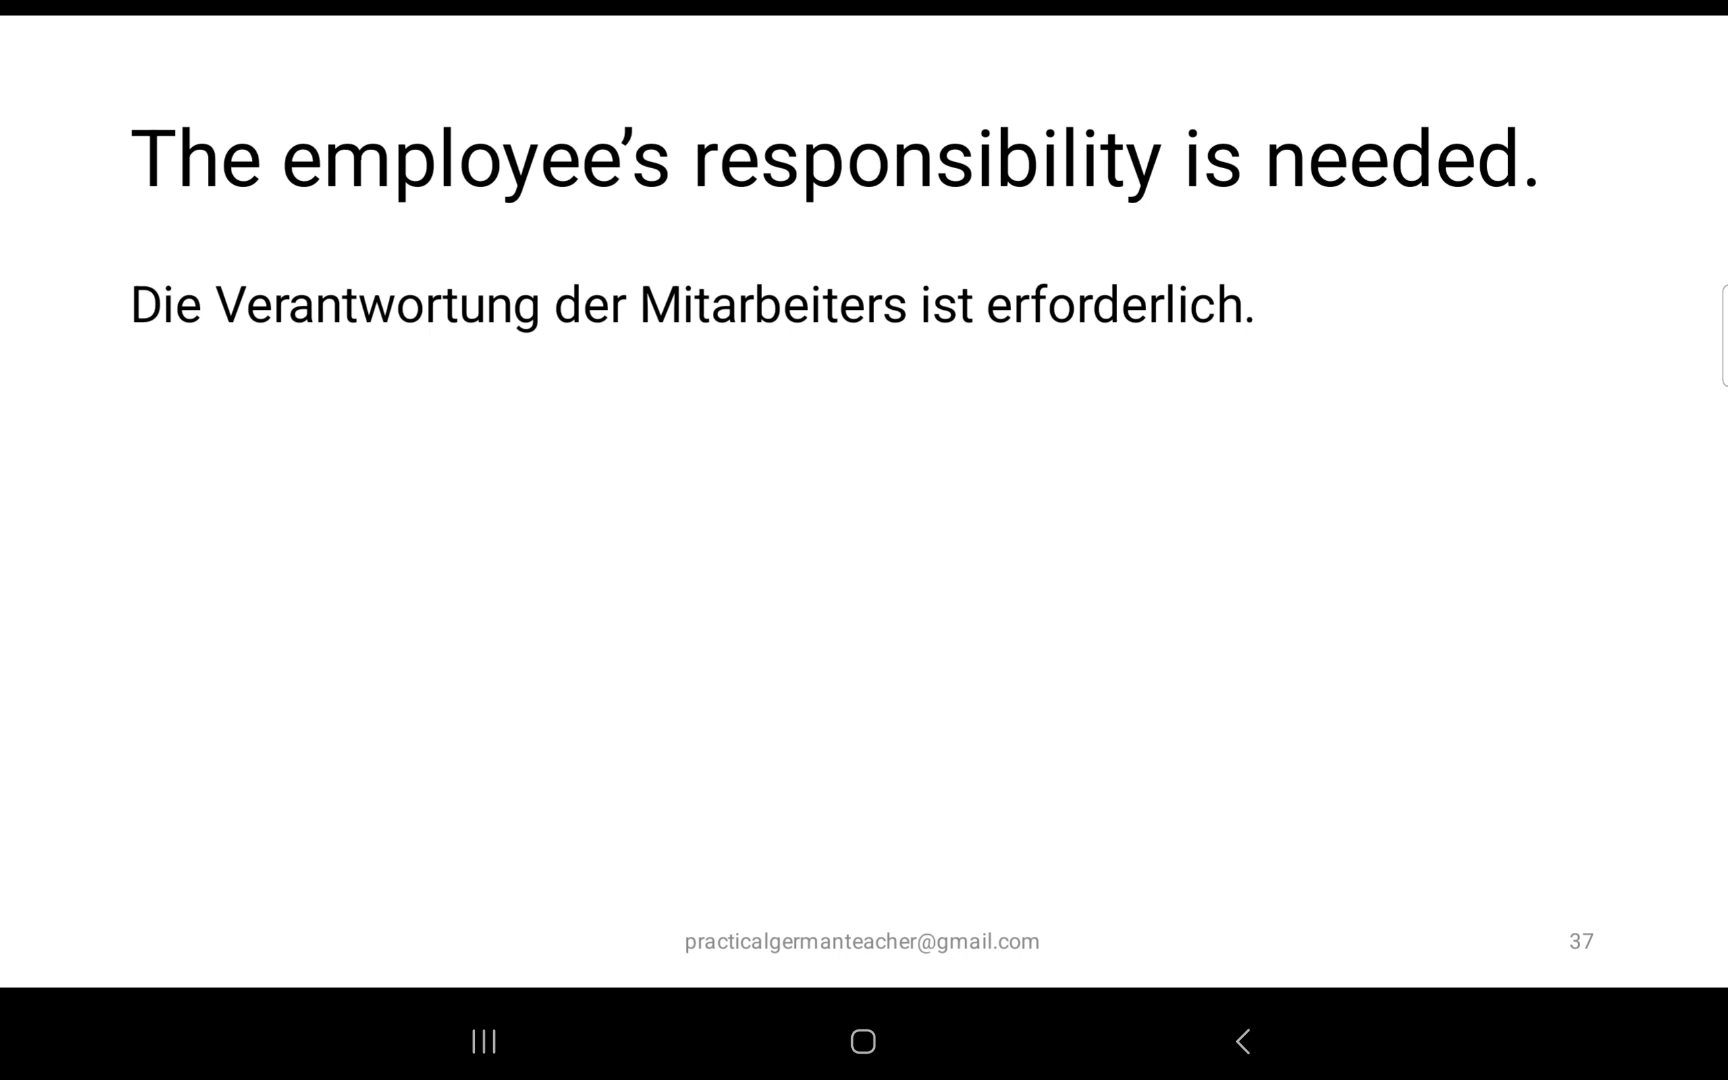 The employee’s responsibility is needed.
Die Verantwortung der Mitarbeiters ist erforderlich.
practicalgermanteacher@gmail.com
37